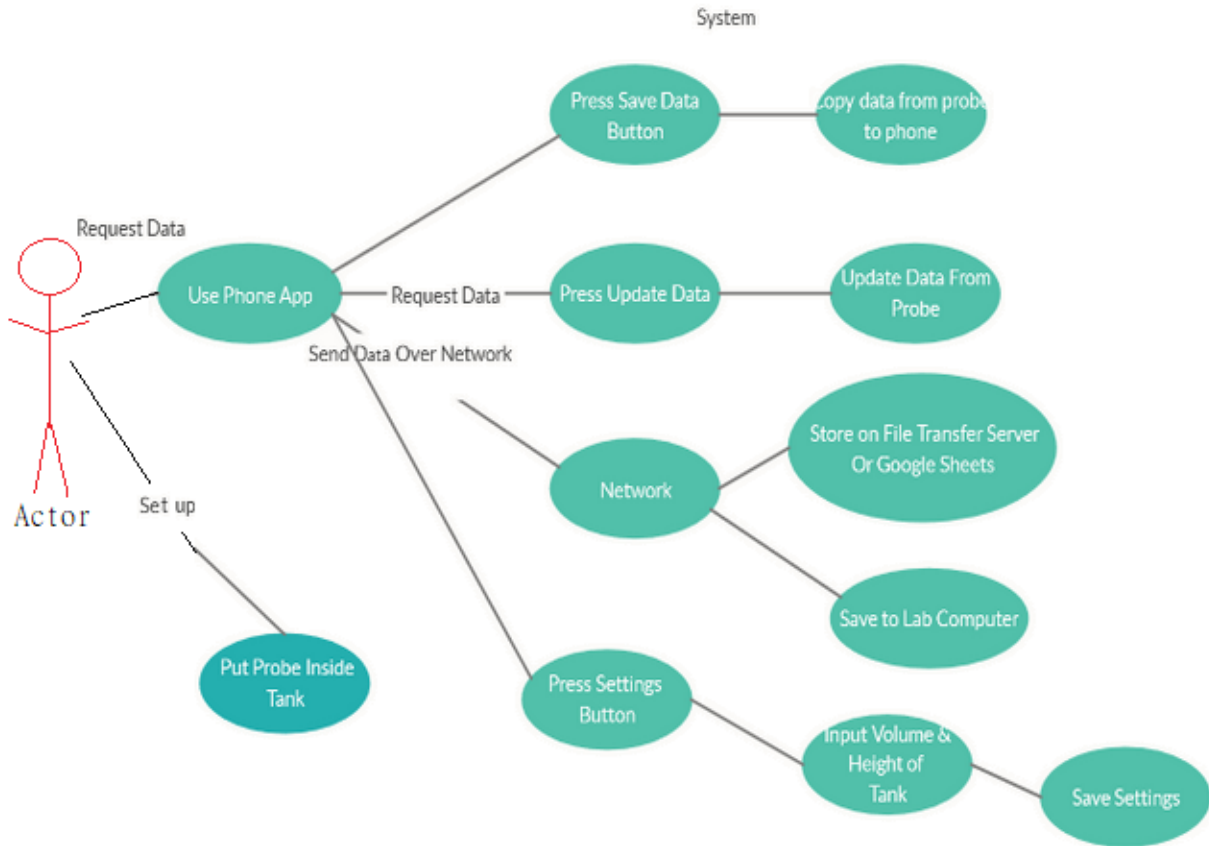 System
Press Save Data
Button
Copy data from probe
to phone
Request Data
Use Phone App
Request Data
Press Update Data
Update Data From
Probe
Send Data Over Network
Store on File Transfer Server
Or Google Sheets
Network
Actor
Set up
Save to Lab Computer
Put Probe Inside
Tank
Press Settings
Button
Input Volume &
Height of
Tank
Save Settings